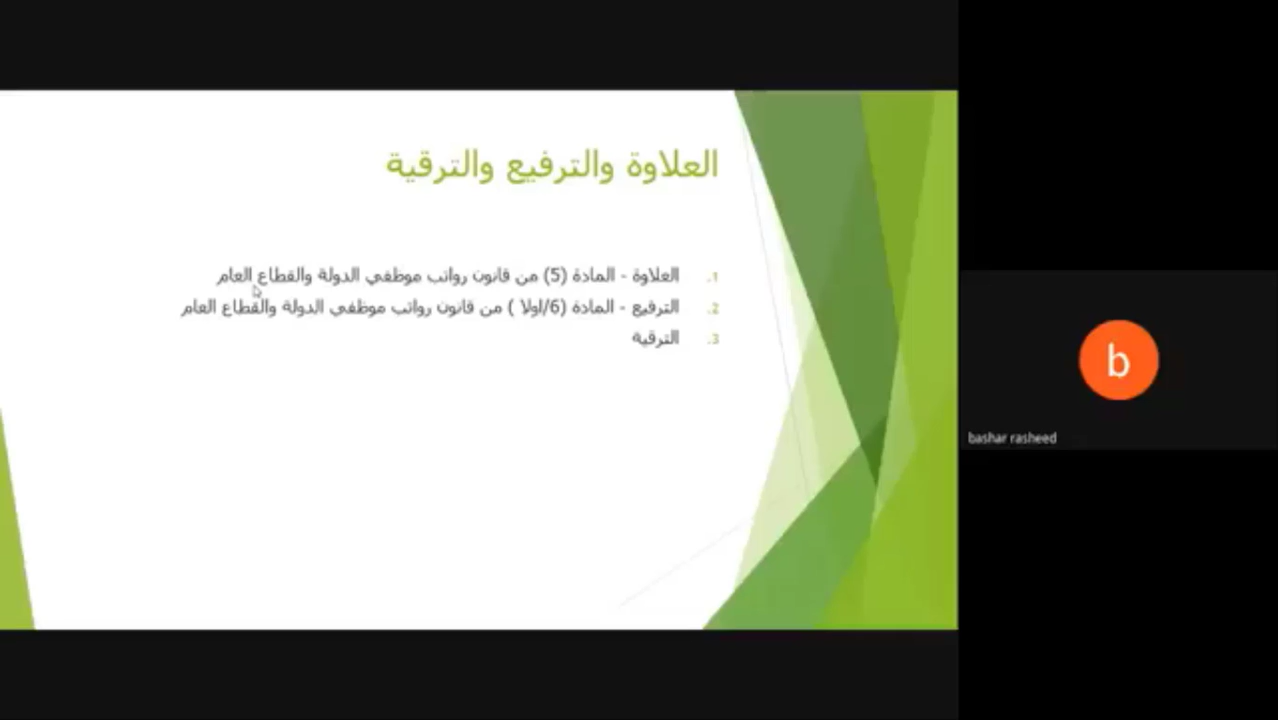 العلاوة والترفيع والترقية
1. العلاوة - المادة (5) من قانون رواتب موظفي الدولة والقطاع العام
2. الترفيع - المادة (6/اولا ) من قانون رواتب موظفي الدولة والقطاع العام
3. الترقية
b
bashar rasheed